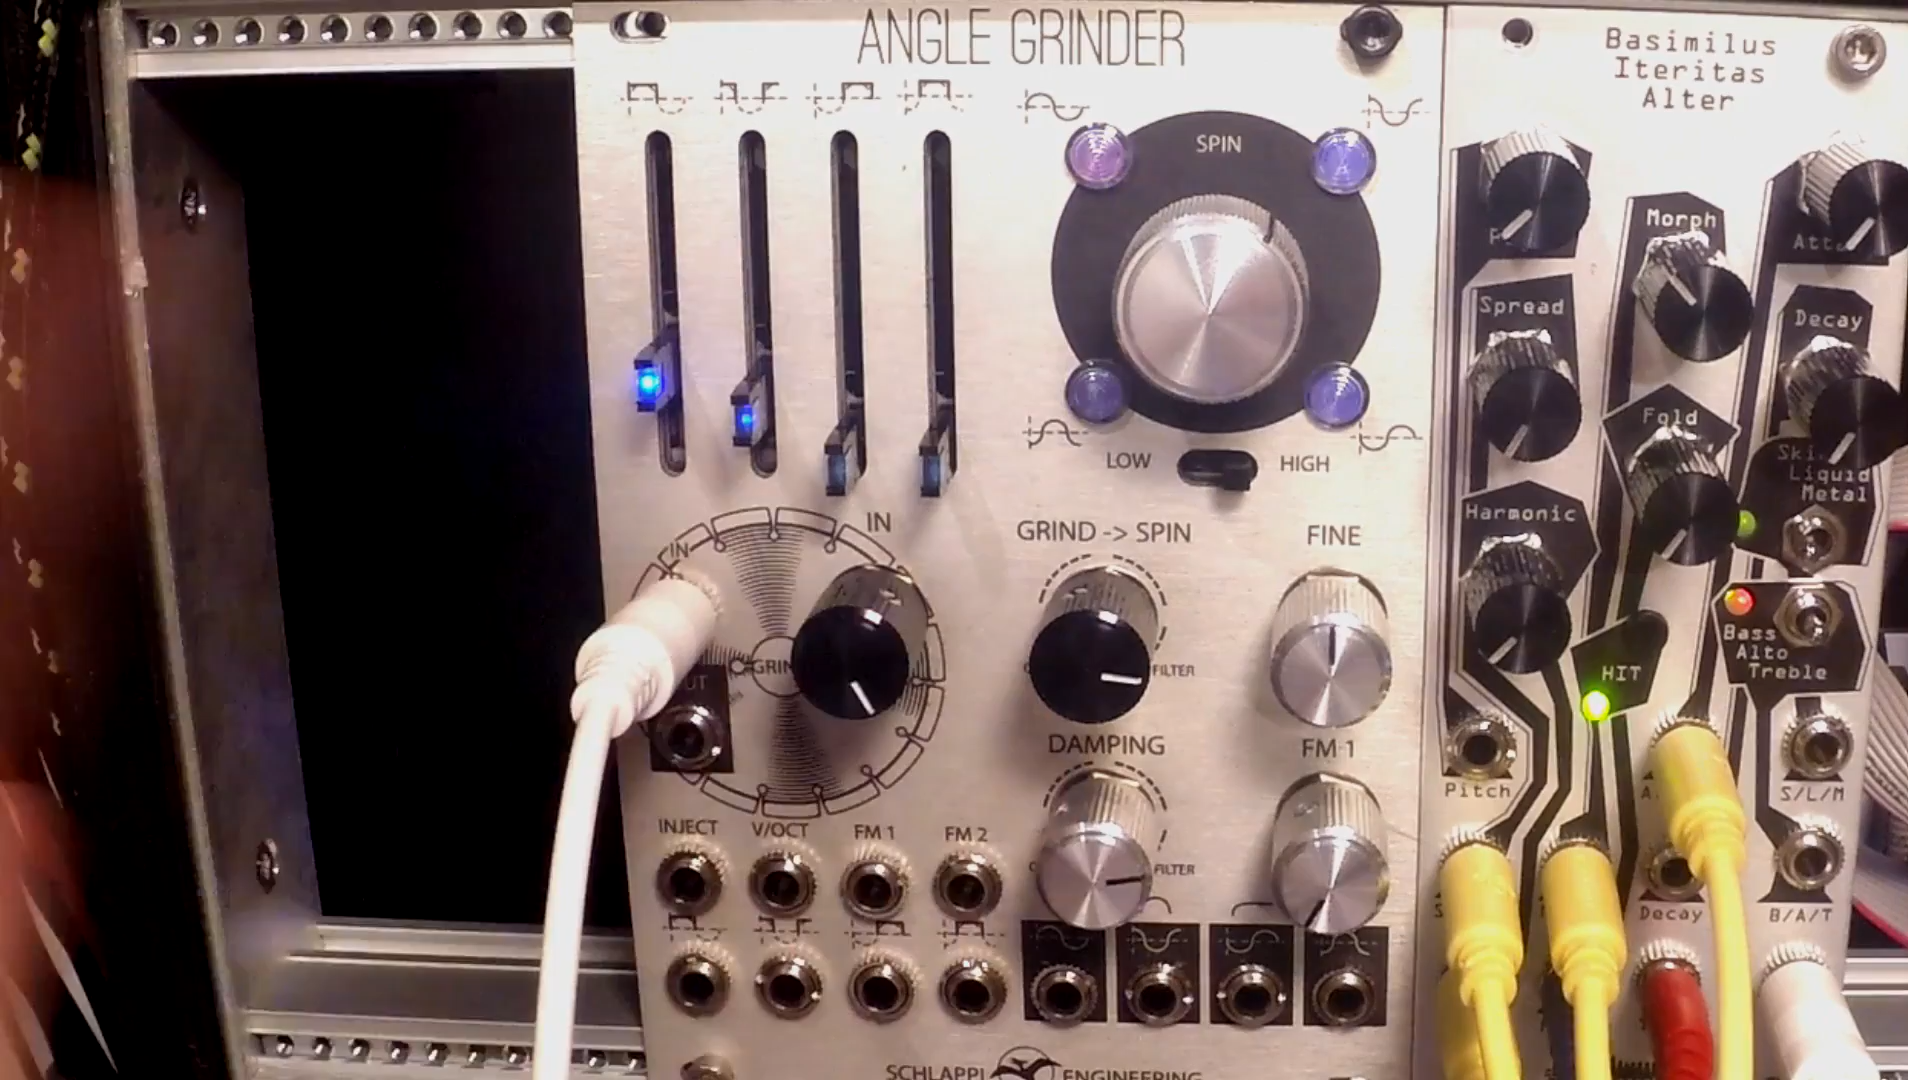 ANGLE GRINDER
SPIN
LOW
HIGH
IN
IN
GRIND -> SPIN
FINE
FILTER
DAMPING
FM 1
FILTER
INJECT
V/OCT
FM 1
FM 2
SCHLAPPI ENGINEERING
Basimilus
Iteritas
Alter
Morph
Spread
Decay
Fold
Liquid
Metal
Harmonic
HIT
Bass
Alto
Treble
Pitch
S/L/M
Decay
B/A/T